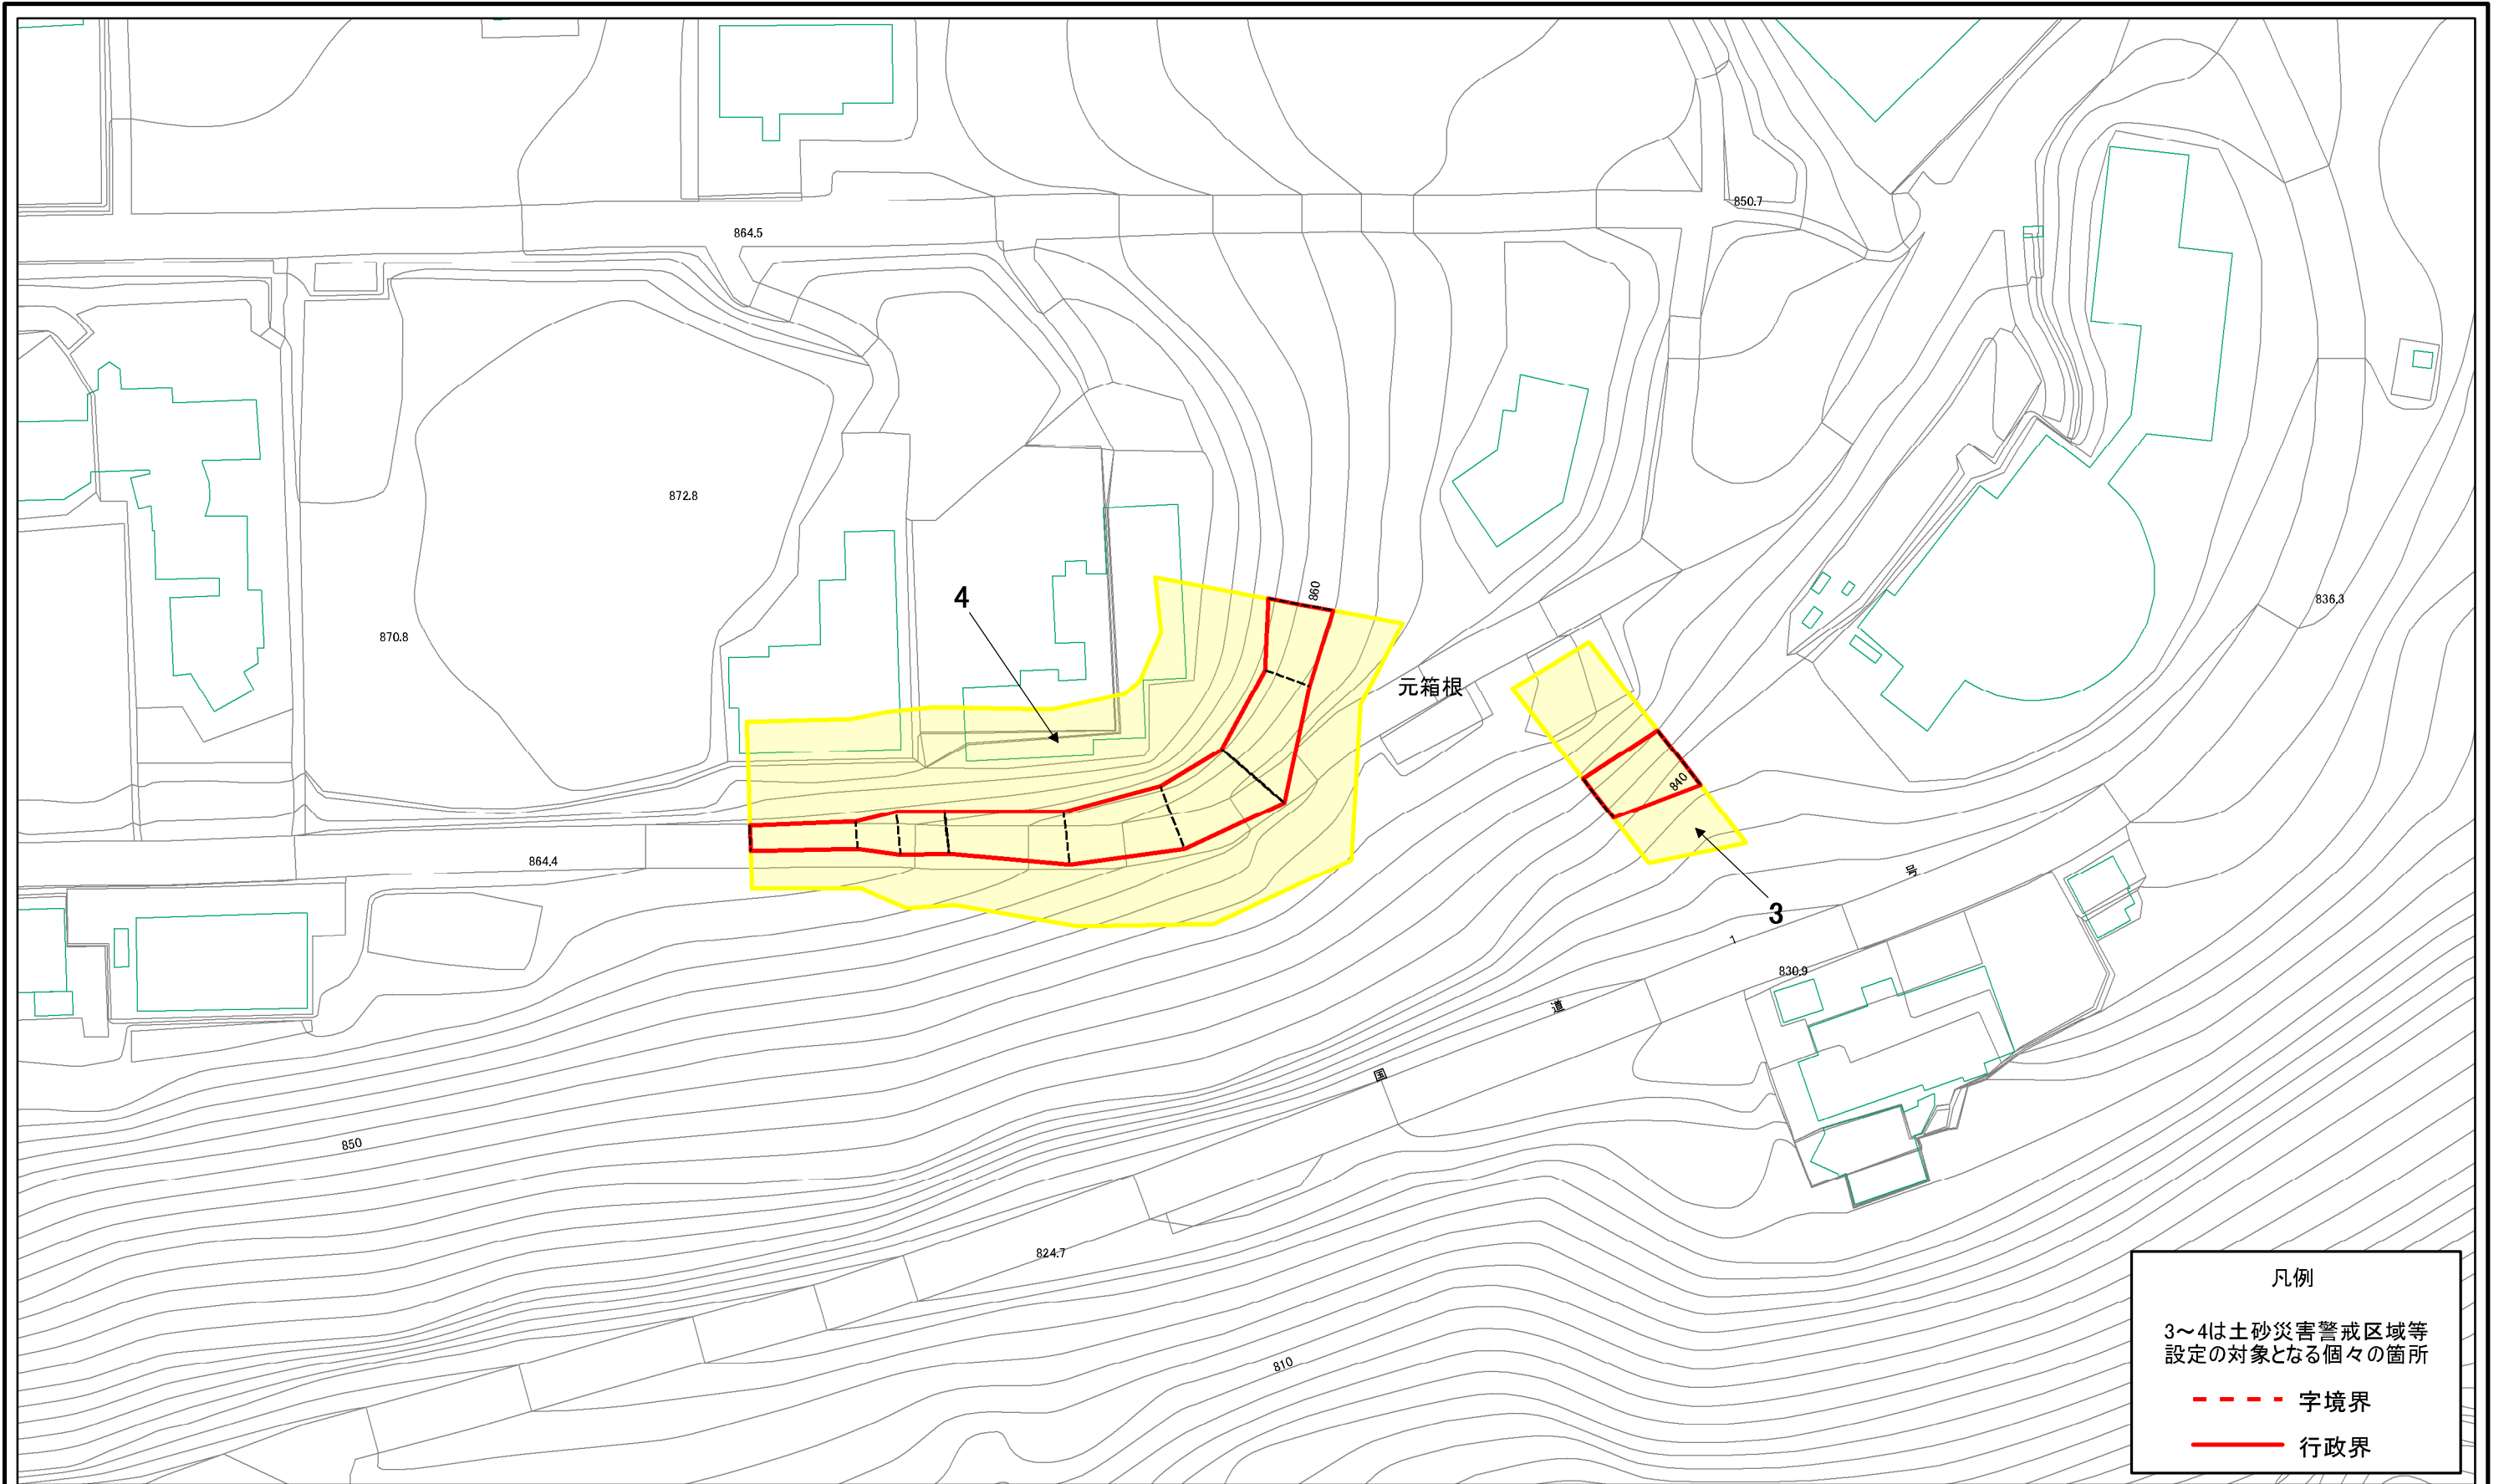 850.7
864.5
872.8
4
860
836.3
870.8
元箱根
840
864.4
号
3
1
830.9
道
国
850
824.7
凡例
3～4は土砂災害警戒区域等
設定の対象となる個々の箇所
810
字境界
行政界